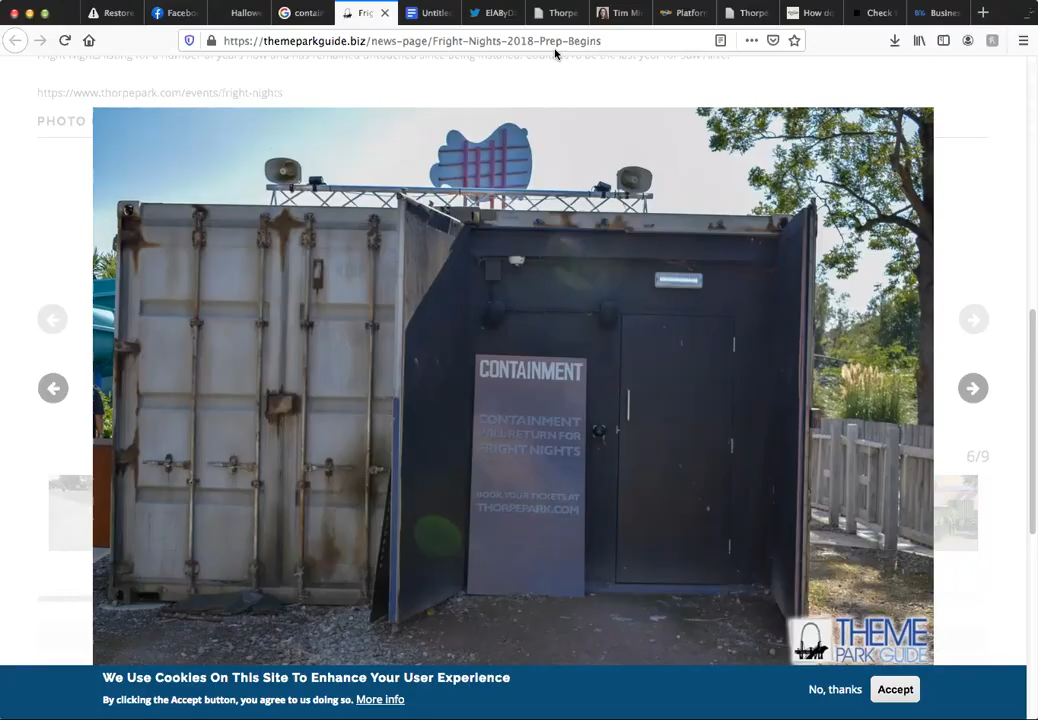 Restore
Facebo
Hallow
contain
Frig
Untitle
ElAByD
Thorpe
Tim Mi
Platfor
Thorpe
How do
Check
Busine
https://themeparkguide.biz/news-page/Fright-Nights-2018-Prep-Begins
https://www.thorpepark.com/events/fright-nights
PHOTO
CONTAINMENT
CONTAINMENT
WILL RETURN FOR
FRIGHT NIGHTS
BOOK YOUR TICKETS AT
THORPEPARK.COM
6/9
THEME
PARK GUIDE
We Use Cookies On This Site To Enhance Your User Experience
By clicking the Accept button, you agree to us doing so. More info
No, thanks
Accept